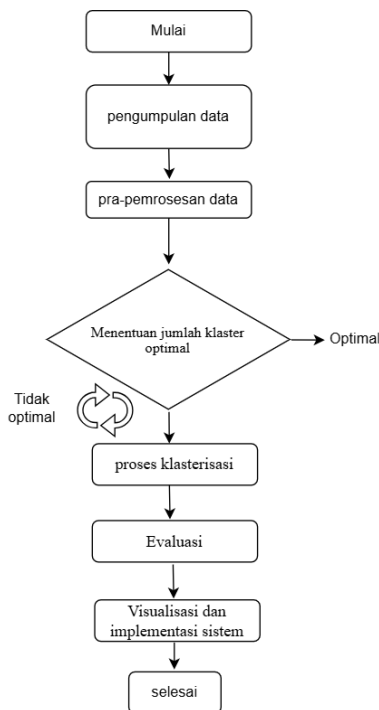 Mulai
pengumpulan data
pra-pemrosesan data
Menentuan jumlah klaster
optimal
Optimal
Tidak
optimal
proses klasterisasi
Evaluasi
Visualisasi dan
implementasi sistem
selesai